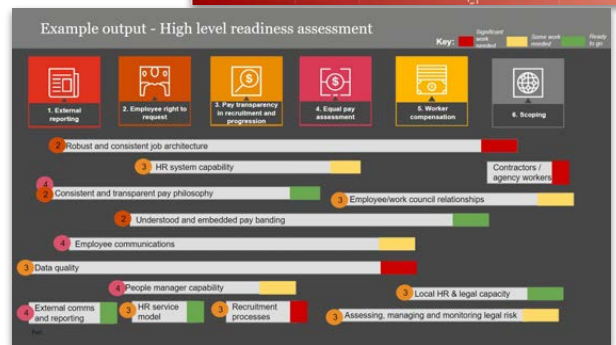 Example output - High level readiness assessment
Key:
Significant
work
needed
Some work
needed
Ready
to go
1. External
reporting
2. Employee right to
request
3. Pay transparency
in recruitment and
progression
4. Equal pay
assessment
5. Worker
compensation
6. Scoping
2 Robust and consistent job architecture
3 HR system capability
Contractors /
agency workers
4
2 Consistent and transparent pay philosophy
3 Employee/work council relationships
2 Understood and embedded pay banding
4 Employee communications
3 Data quality
4 People manager capability
3 Local HR & legal capacity
4 External comms
and reporting
3 HR service
model
3 Recruitment
processes
3 Assessing, managing and monitoring legal risk
PwC